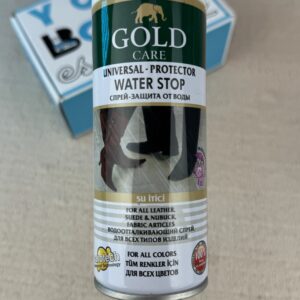 GOLD
CARE
UNIVERSAL - PROTECTOR
WATER STOP
СПРЕЙ-ЗАЩИТА ОТ ВОДЫ
su itici
FOR ALL LEATHER,
SUEDE & NUBUCK,
FABRIC ARTICLES
ВОДООТТАЛКИВАЮЩИЙ СПРЕЙ
ДЛЯ ВСЕХ ТИПОВ ИЗДЕЛИЙ
FOR ALL COLORS
TÜM RENKLER İÇİN
ДЛЯ ВСЕХ ЦВЕТОВ
100%